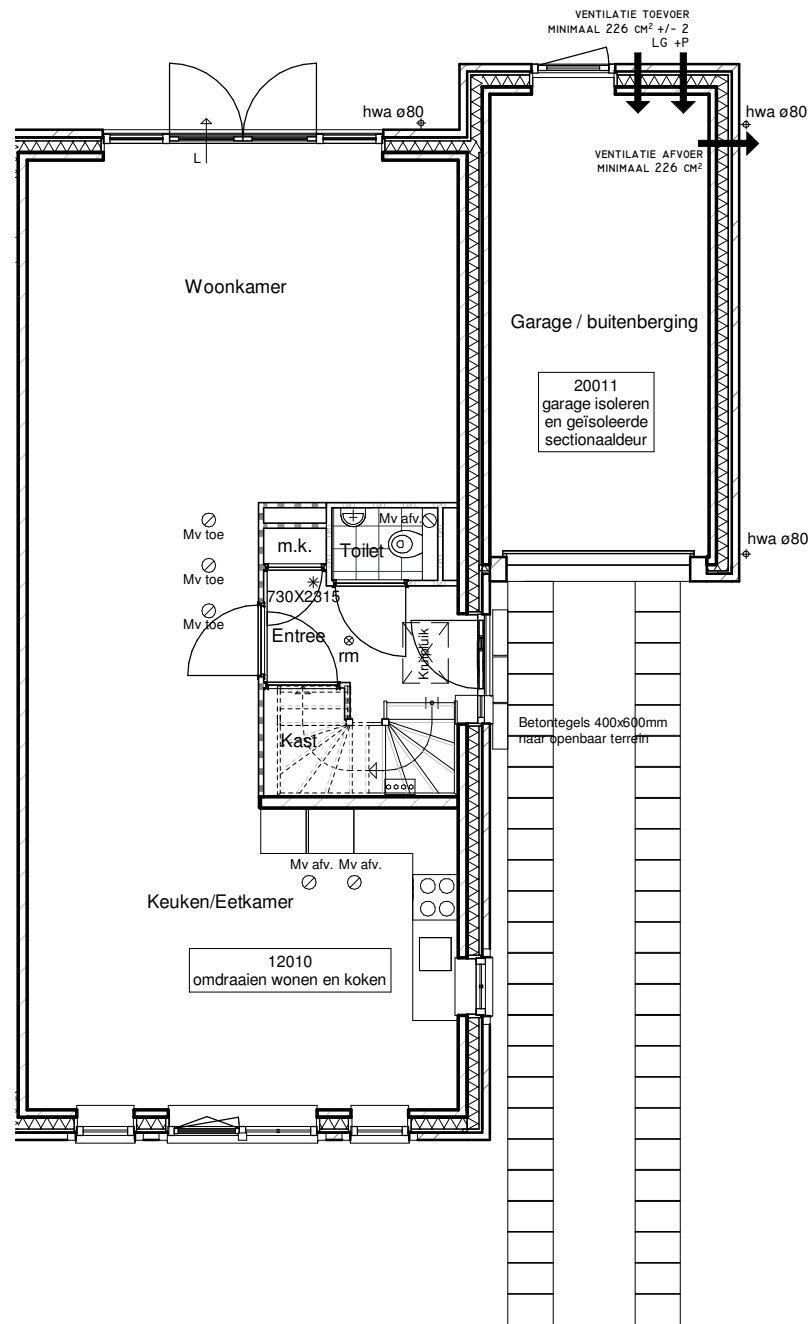 VENTILATIE TOEVOER
MINIMAAL 226 CM² +/- 2
LG +P
hwa ø80
hwa ø80
L
VENTILATIE AFVOER
MINIMAAL 226 CM²
Woonkamer
Garage / buitenberging
20011
garage isoleren
en geïsoleerde
sectionaaldeur
Mv toe
Mv toe
Mv toe
Mv afv.
m.k.
Toilet
hwa ø80
730X2315
Entree
rm
Kruipluik
Kast
Betontegels 400x600mm
naar openbaar terrein
Mv afv.
Mv afv.
Keuken/Eetkamer
12010
omdraaien wonen en koken